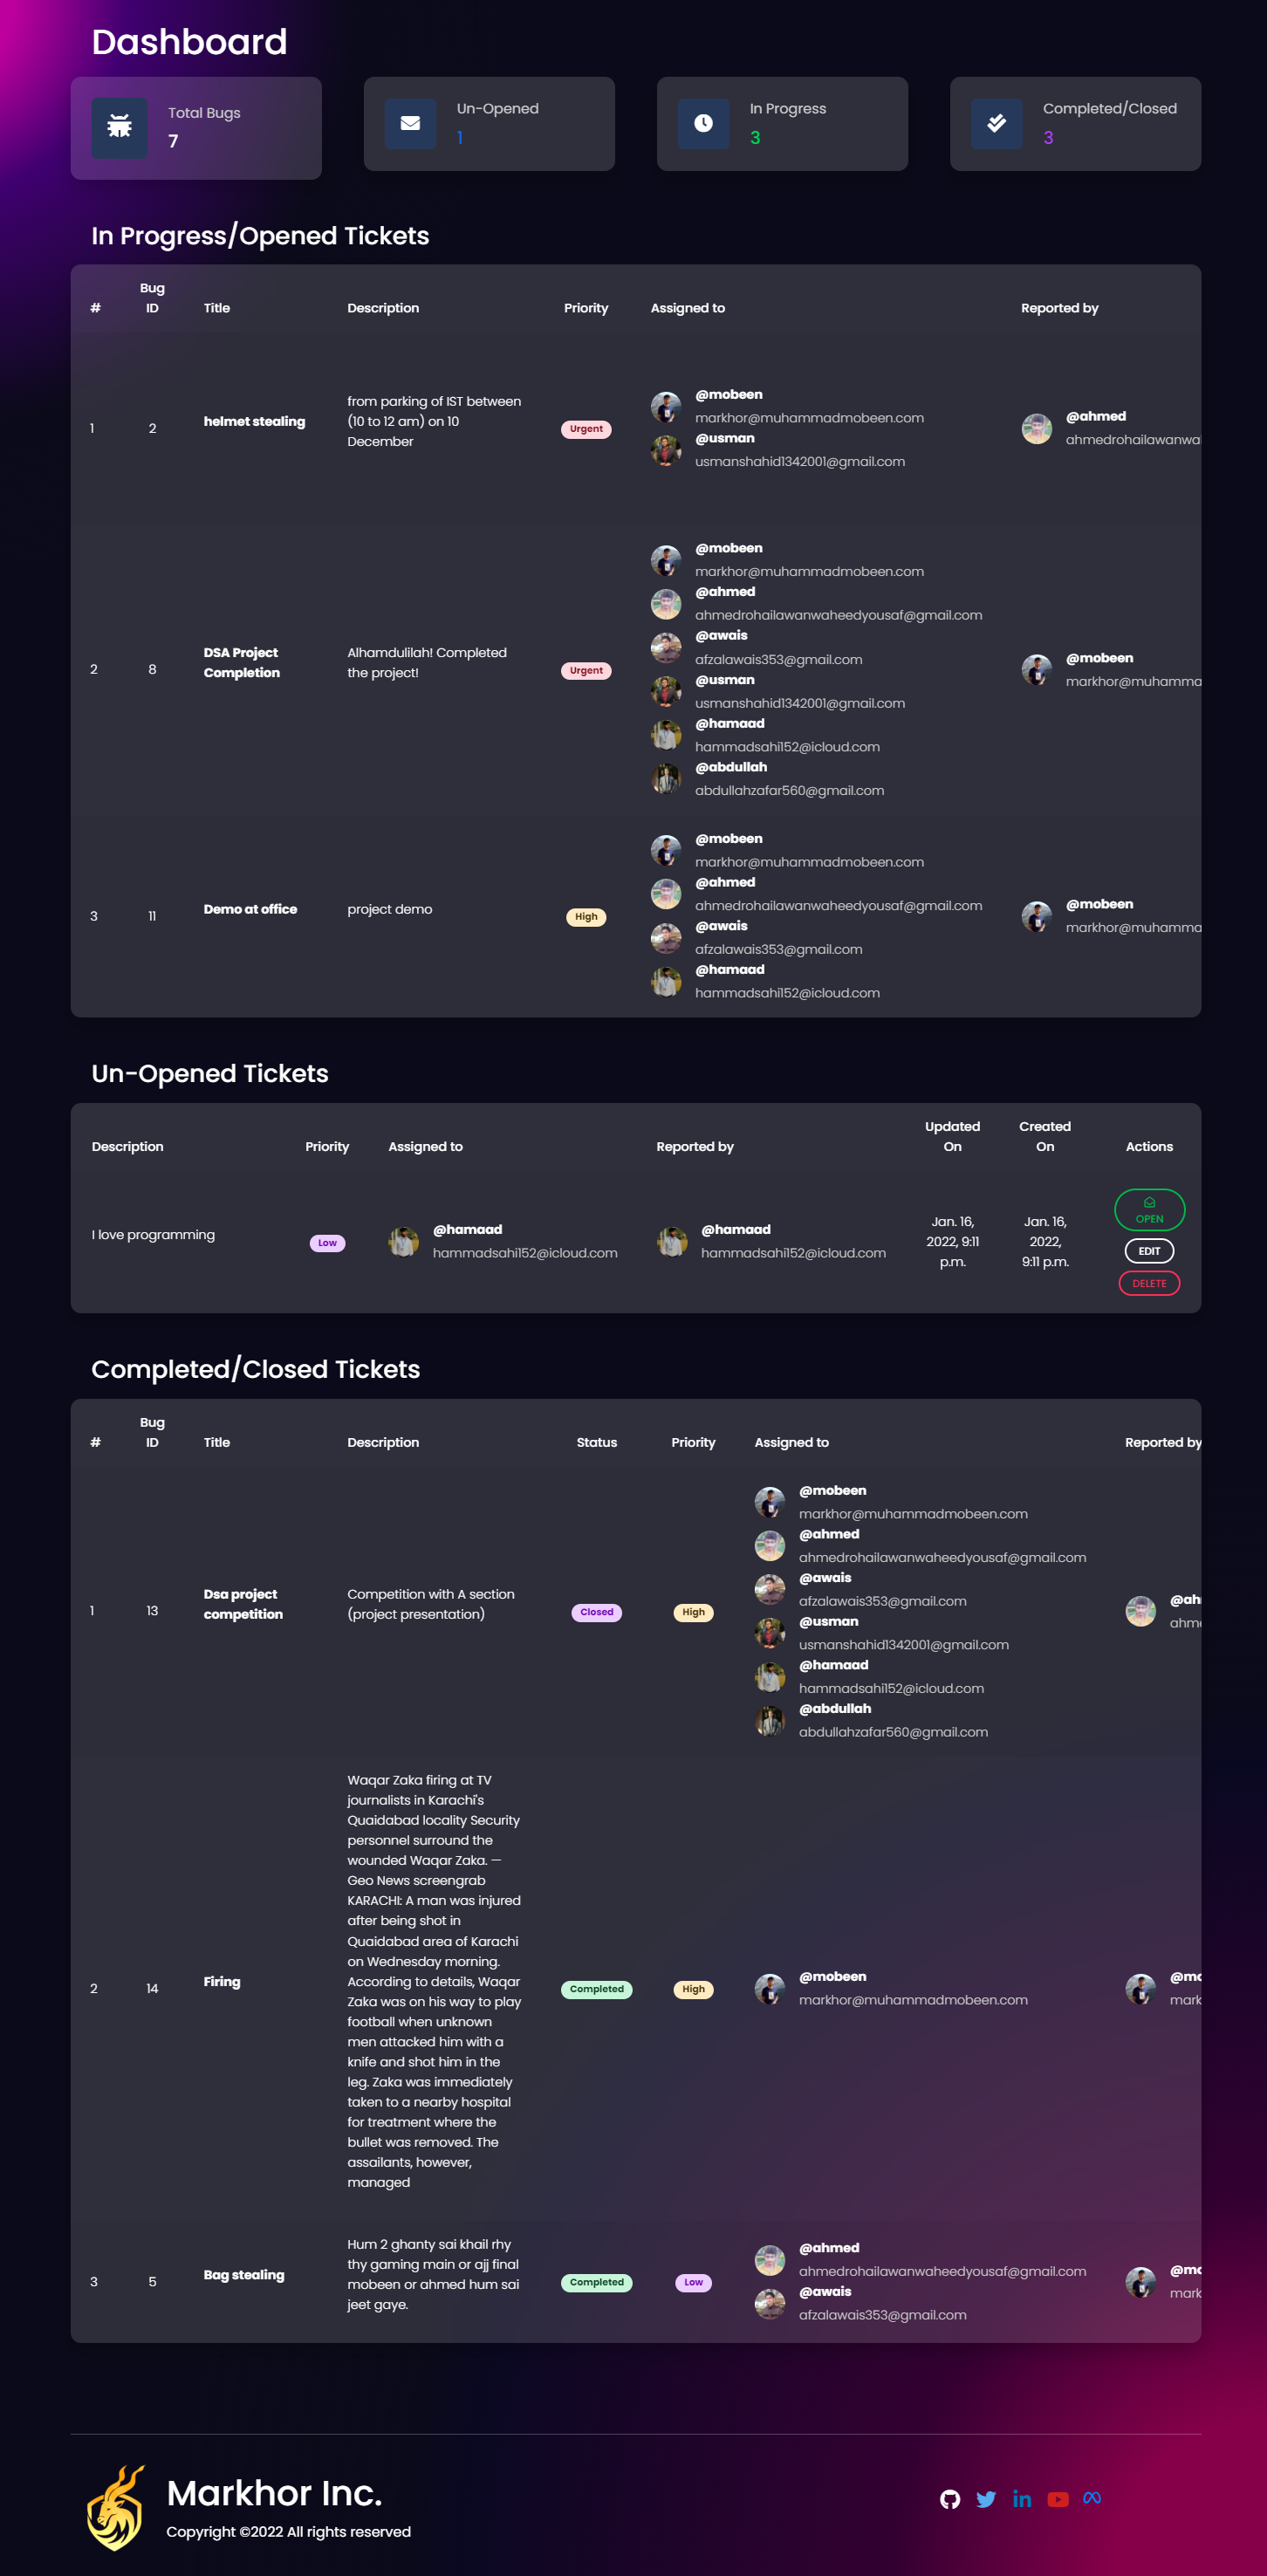 Dashboard
Total Bugs
7
Un-Opened
1
In Progress
3
Completed/Closed
3
In Progress/Opened Tickets
# Bug ID Title Description Priority Assigned to Reported by
1 2 helmet stealing
from parking of IST between
(10 to 12 am) on 10
December
Urgent
@mobeen
markhor@muhammadmobeen.com
@usman
usmanshahid1342001@gmail.com
@ahmed
ahmedrohailawanwa
2 8 DSA Project
Completion
Alhamdulilah! Completed
the project!
Urgent
@mobeen
markhor@muhammadmobeen.com
@ahmed
ahmedrohailawanwaheedyousaf@gmail.com
@awais
afzalawais353@gmail.com
@usman
usmanshahid1342001@gmail.com
@hamaad
hammadsahi152@icloud.com
@abdullah
abdullahzafar560@gmail.com
@mobeen
markhor@muhamma
3 11 Demo at office
project demo
High
@mobeen
markhor@muhammadmobeen.com
@ahmed
ahmedrohailawanwaheedyousaf@gmail.com
@awais
afzalawais353@gmail.com
@hamaad
hammadsahi152@icloud.com
@mobeen
markhor@muhamma
Un-Opened Tickets
Description Priority Assigned to Reported by Updated On Created On Actions
I love programming
Low
@hamaad
hammadsahi152@icloud.com
@hamaad
hammadsahi152@icloud.com
Jan. 16,
2022, 9:11
p.m.
Jan. 16,
2022,
9:11 p.m.
OPEN
EDIT
DELETE
Completed/Closed Tickets
# Bug ID Title Description Status Priority Assigned to Reported by
1 13 Dsa project
competition
Competition with A section
(project presentation)
Closed
High
@mobeen
markhor@muhammadmobeen.com
@ahmed
ahmedrohailawanwaheedyousaf@gmail.com
@awais
afzalawais353@gmail.com
@usman
usmanshahid1342001@gmail.com
@hamaad
hammadsahi152@icloud.com
@abdullah
abdullahzafar560@gmail.com
2 14 Firing
Waqar Zaka firing at TV
journalists in Karachi's
Quaidabad locality Security
personnel surround the
wounded Waqar Zaka. —
Geo News screengrab
KARACHI: A man was injured
after being shot in
Quaidabad area of Karachi
on Wednesday morning.
According to details, Waqar
Zaka was on his way to play
football when unknown
men attacked him with a
knife and shot him in the
leg. Zaka was immediately
taken to a nearby hospital
for treatment where the
bullet was removed. The
assailants, however,
managed
Completed
High
@mobeen
markhor@muhammadmobeen.com
mark
3 5 Bag stealing
Hum 2 ghanty sai khail rhy
thy gaming main or ajj final
mobeen or ahmed hum sai
jeet gaye.
Completed
Low
@ahmed
ahmedrohailawanwaheedyousaf@gmail.com
@awais
afzalawais353@gmail.com
mark
Markhor Inc.
Copyright ©2022 All rights reserved